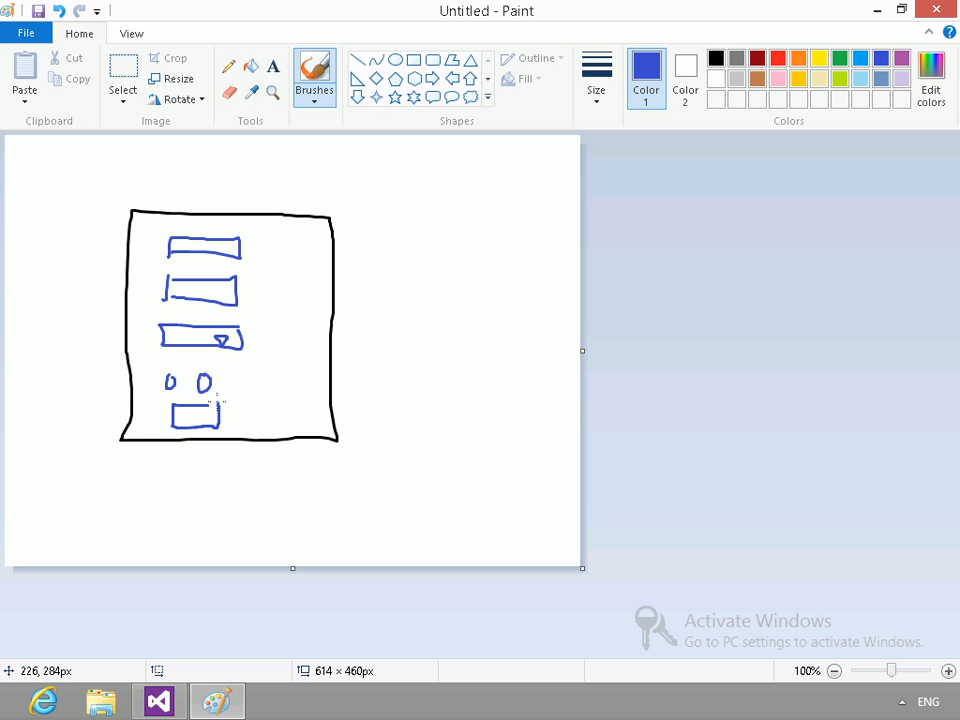 Untitled - Paint
File
Home
View
Paste
Cut
Copy
Clipboard
Select
Crop
Resize
Rotate
Image
A
Tools
Brushes
Outline
Fill
Shapes
Size
Color 1
Color 2
Edit colors
Colors
Activate Windows
Go to PC settings to activate Windows.
226, 284px
614 × 460px
100%
ENG